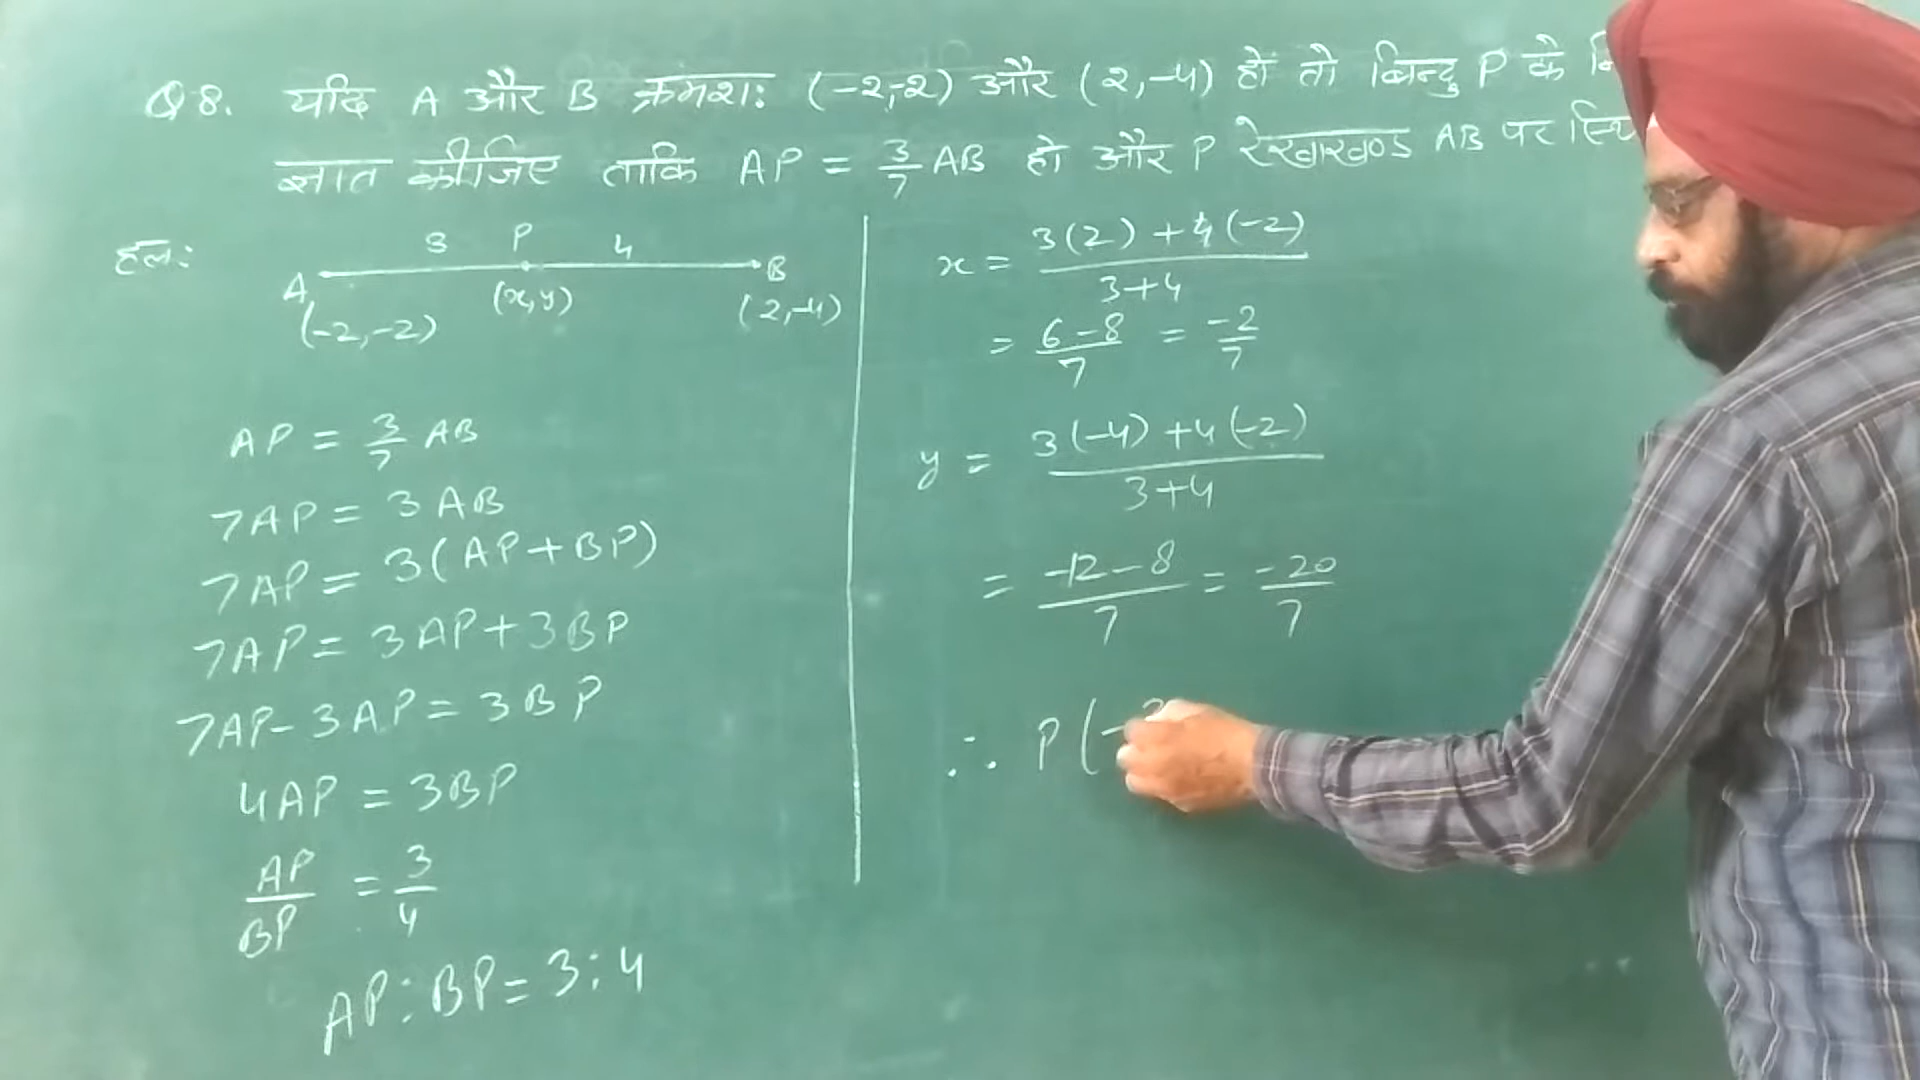 Q 8. यदि A और B क्रमशः (-2,-2) और (2,-4) हो तो बिन्दु P के
ज्ञात कीजिए ताकि AP = 3/7 AB हो और P रेखाखण्ड AB पर
हल:
3 P 4
A B
(x,y)
(-2,-2) (2,-4)
AP = 3/7 AB
7AP = 3AB
7AP = 3(AP+BP)
7AP = 3AP+3BP
7AP-3AP = 3BP
4AP = 3BP
AP/BP = 3/4
AP:BP = 3:4
x = 3(2)+4(-2)/3+4
= 6-8/7 = -2/7
y = 3(-4)+4(-2)/3+4
= -12-8/7 = -20/7
∴ P(-2